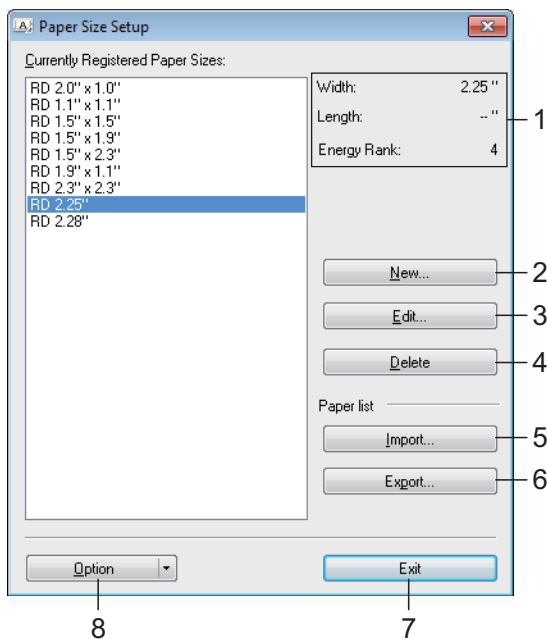 Paper Size Setup
Currently Registered Paper Sizes:
RD 2.0" x 1.0"
RD 1.1" x 1.1"
RD 1.5" x 1.5"
RD 1.5" x 1.9"
RD 1.5" x 2.3"
RD 1.9" x 1.1"
RD 2.3" x 2.3"
RD 2.25"
RD 2.28"
Width: 2.25 "
Length: -- "
Energy Rank: 4
1
New... 2
Edit... 3
Delete 4
Paper list
Import... 5
Export... 6
Option Exit
8 7